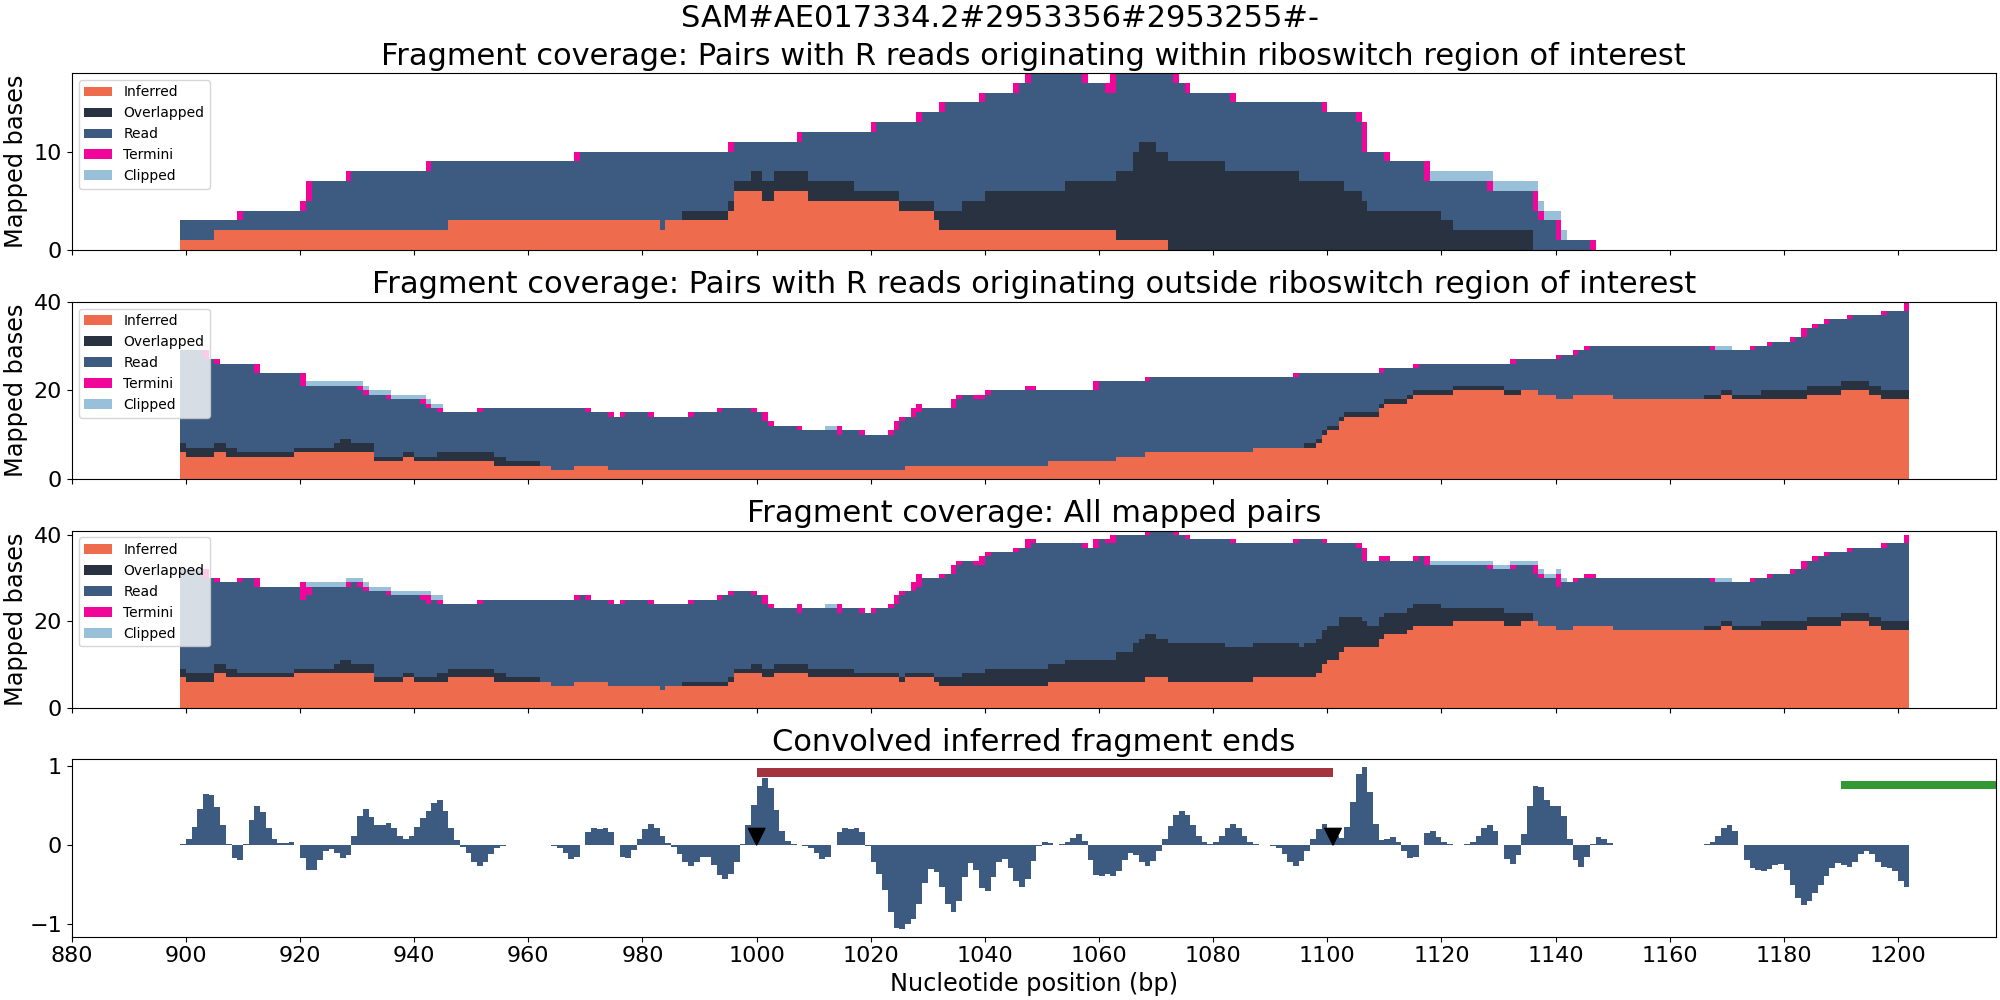 SAM#AE017334.2#2953356#2953255#-
Fragment coverage: Pairs with R reads originating within riboswitch region of interest
Mapped bases
10
0
Inferred
Overlapped
Read
Termini
Clipped
Fragment coverage: Pairs with R reads originating outside riboswitch region of interest
Mapped bases
40
20
0
Inferred
Overlapped
Read
Termini
Clipped
Fragment coverage: All mapped pairs
Mapped bases
40
20
0
Inferred
Overlapped
Read
Termini
Clipped
Convolved inferred fragment ends
1
0
−1
880 900 920 940 960 980 1000 1020 1040 1060 1080 1100 1120 1140 1160 1180 1200
Nucleotide position (bp)